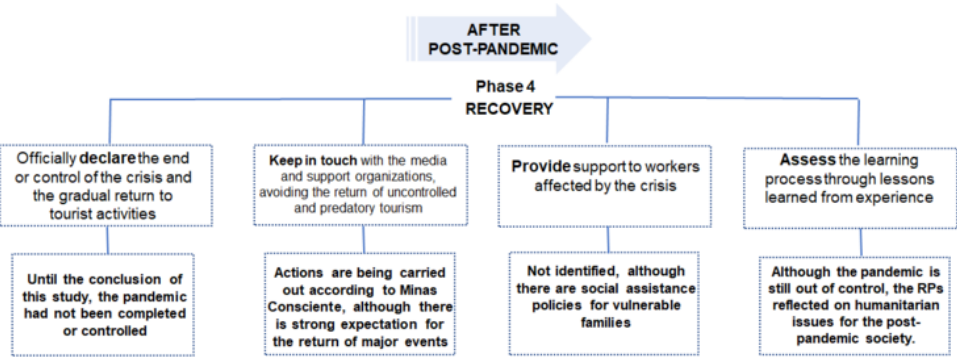 AFTER
POST-PANDEMIC
Phase 4
RECOVERY
Officially declare the end
or control of the crisis and
the gradual return to
tourist activities
Keep in touch with the media
and support organizations,
avoiding the return of uncontrolled
and predatory tourism
Provide support to workers
affected by the crisis
Assess the learning
process through lessons
learned from experience
Until the conclusion of
this study, the pandemic
had not been completed
or controlled
Actions are being carried
out according to Minas
Consciente, although there
is strong expectation for
the return of major events
Not identified, although
there are social assistance
policies for vulnerable
families
Although the pandemic is
still out of control, the RPs
reflected on humanitarian
issues for the post-
pandemic society.